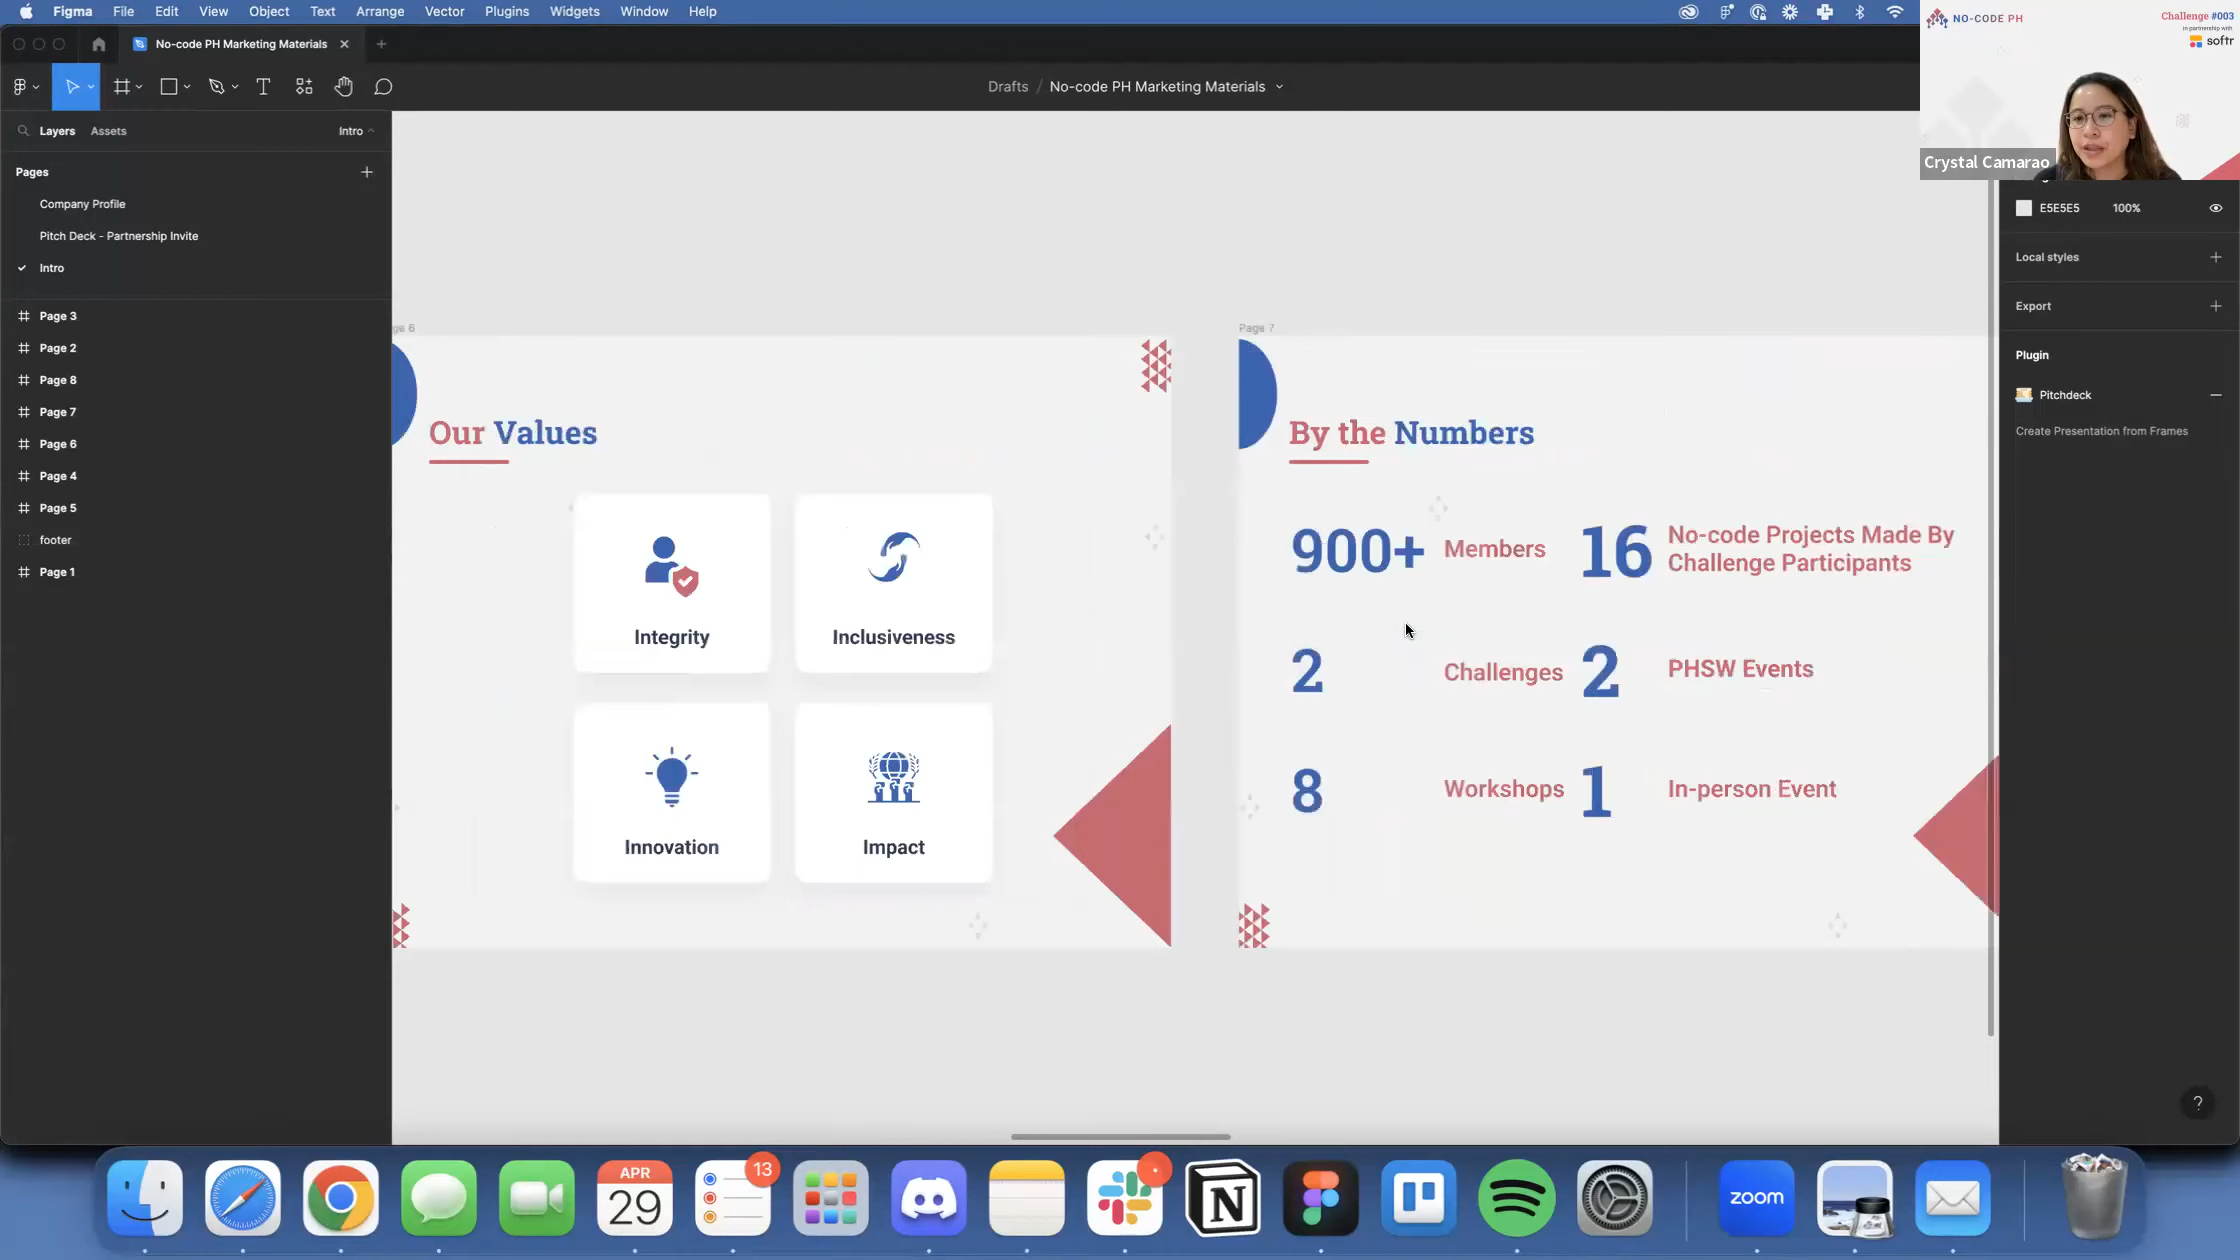 Figma File Edit View Object Text Arrange Vector Plugins Widgets Window Help
No-code PH Marketing Materials
Drafts / No-code PH Marketing Materials
NO-CODE PH
Challenge #003
in partnership with
softr
Crystal Camarao
Layers Assets Intro
Pages
Company Profile
Pitch Deck - Partnership Invite
Intro
Page 3
Page 2
Page 8
Page 7
Page 6
Page 4
Page 5
footer
Page 1
ge 6
Our Values
Integrity
Inclusiveness
Innovation
Impact
Page 7
By the Numbers
900+ Members
16 No-code Projects Made By
Challenge Participants
2 Challenges
2 PHSW Events
8 Workshops
1 In-person Event
E5E5E5 100%
Local styles
Export
Plugin
Pitchdeck
Create Presentation from Frames
?
APR
29
13
zoom